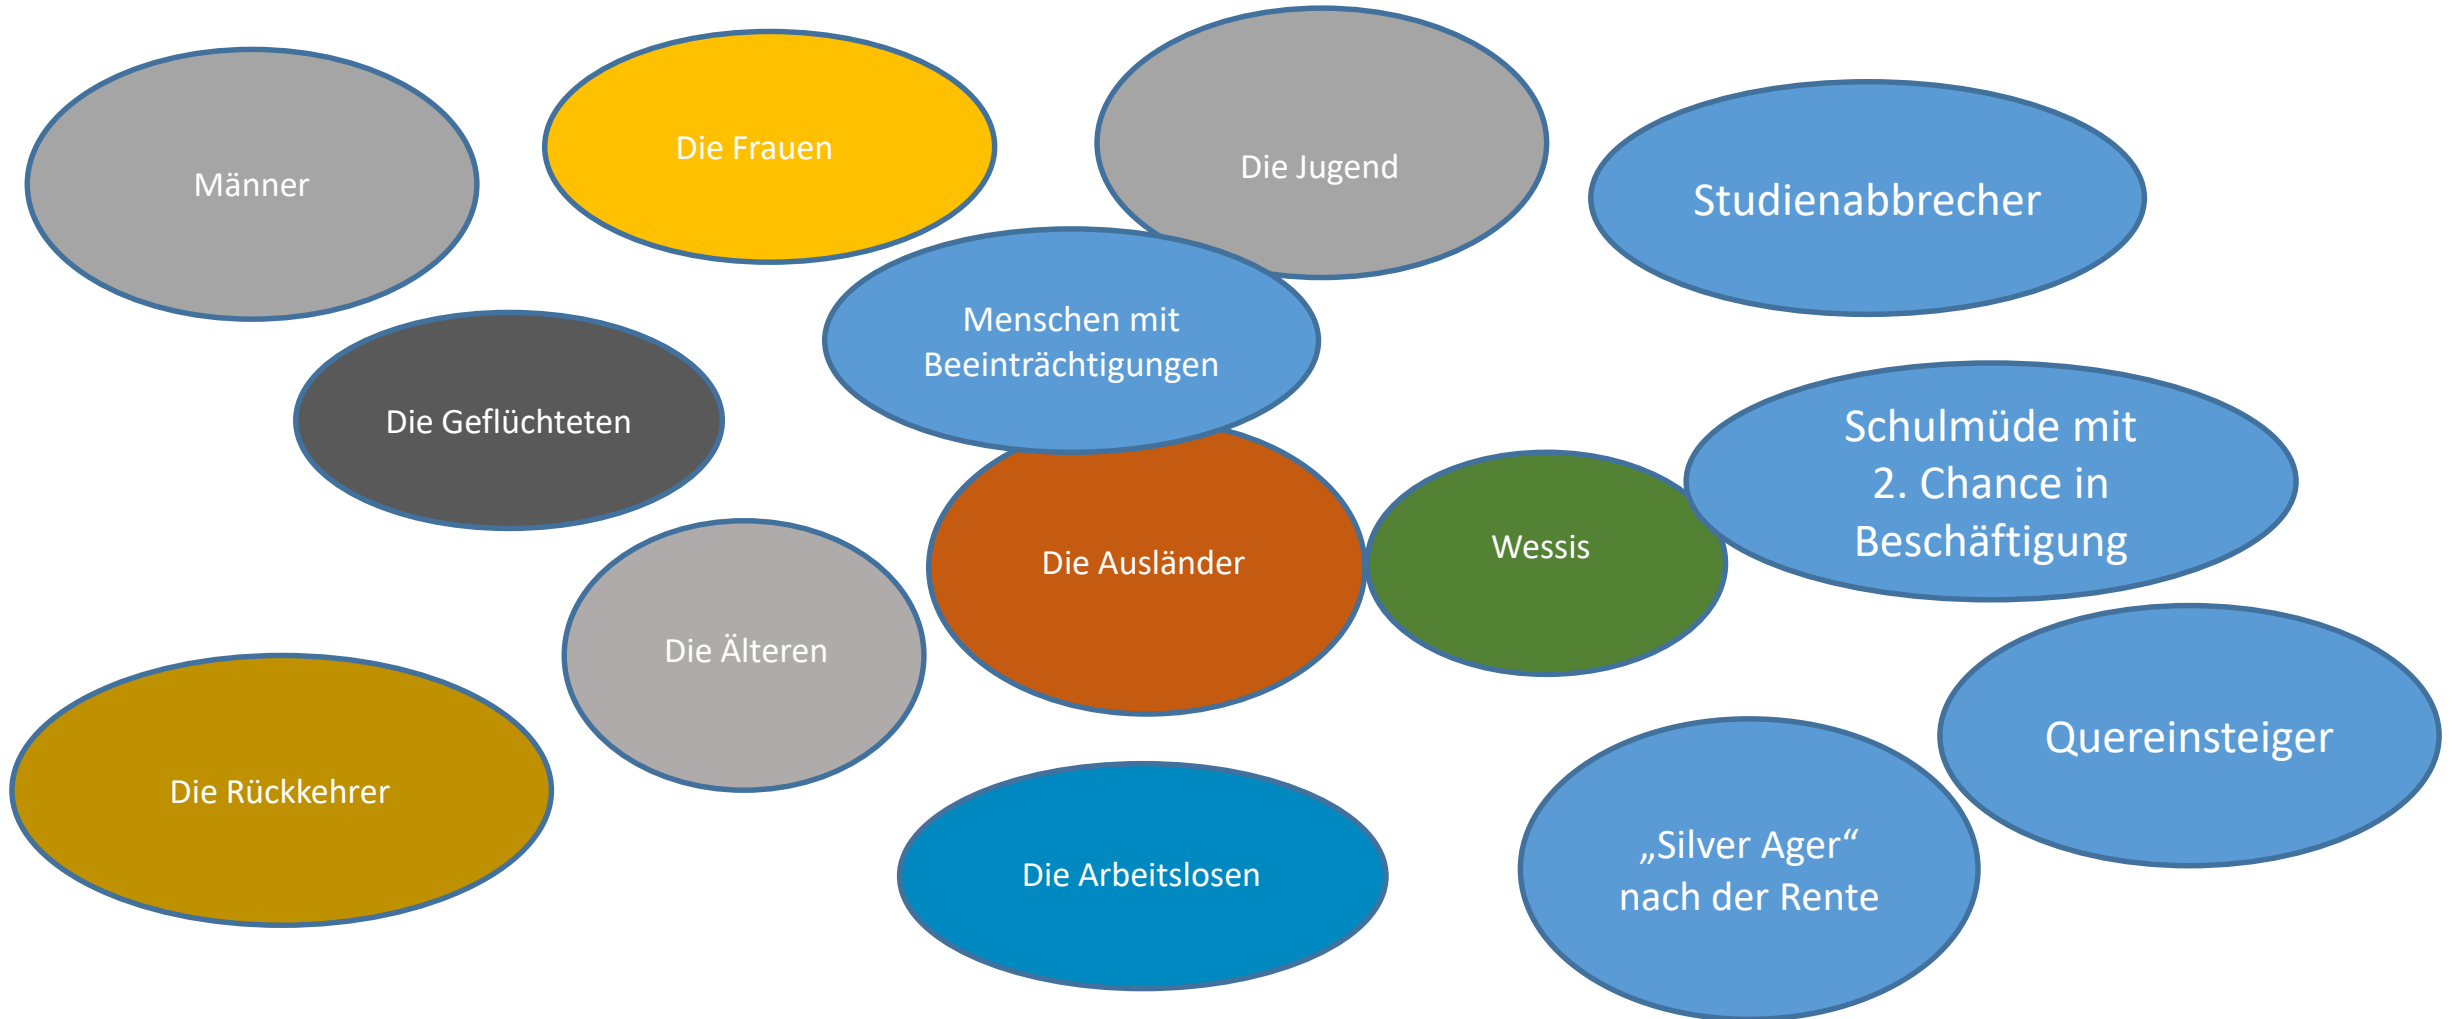 Männer
Die Frauen
Die Jugend
Studienabbrecher
Menschen mit
Beeinträchtigungen
Die Geflüchteten
Schulmüde mit
2. Chance in
Beschäftigung
Die Ausländer
Wessis
Die Älteren
Quereinsteiger
Die Rückkehrer
„Silver Ager“
nach der Rente
Die Arbeitslosen